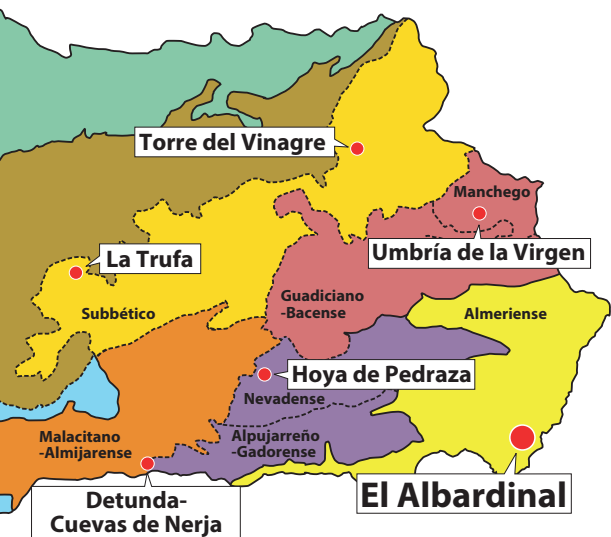 Torre del Vinagre
Manchego
Umbría de la Virgen
La Trufa
Subbético
Guadiciano
-Bacense
Almeriense
Hoya de Pedraza
Nevadense
Malacitano
-Almijarense
Alpujarreño
-Gadorense
El Albardinal
Detunda-
Cuevas de Nerja